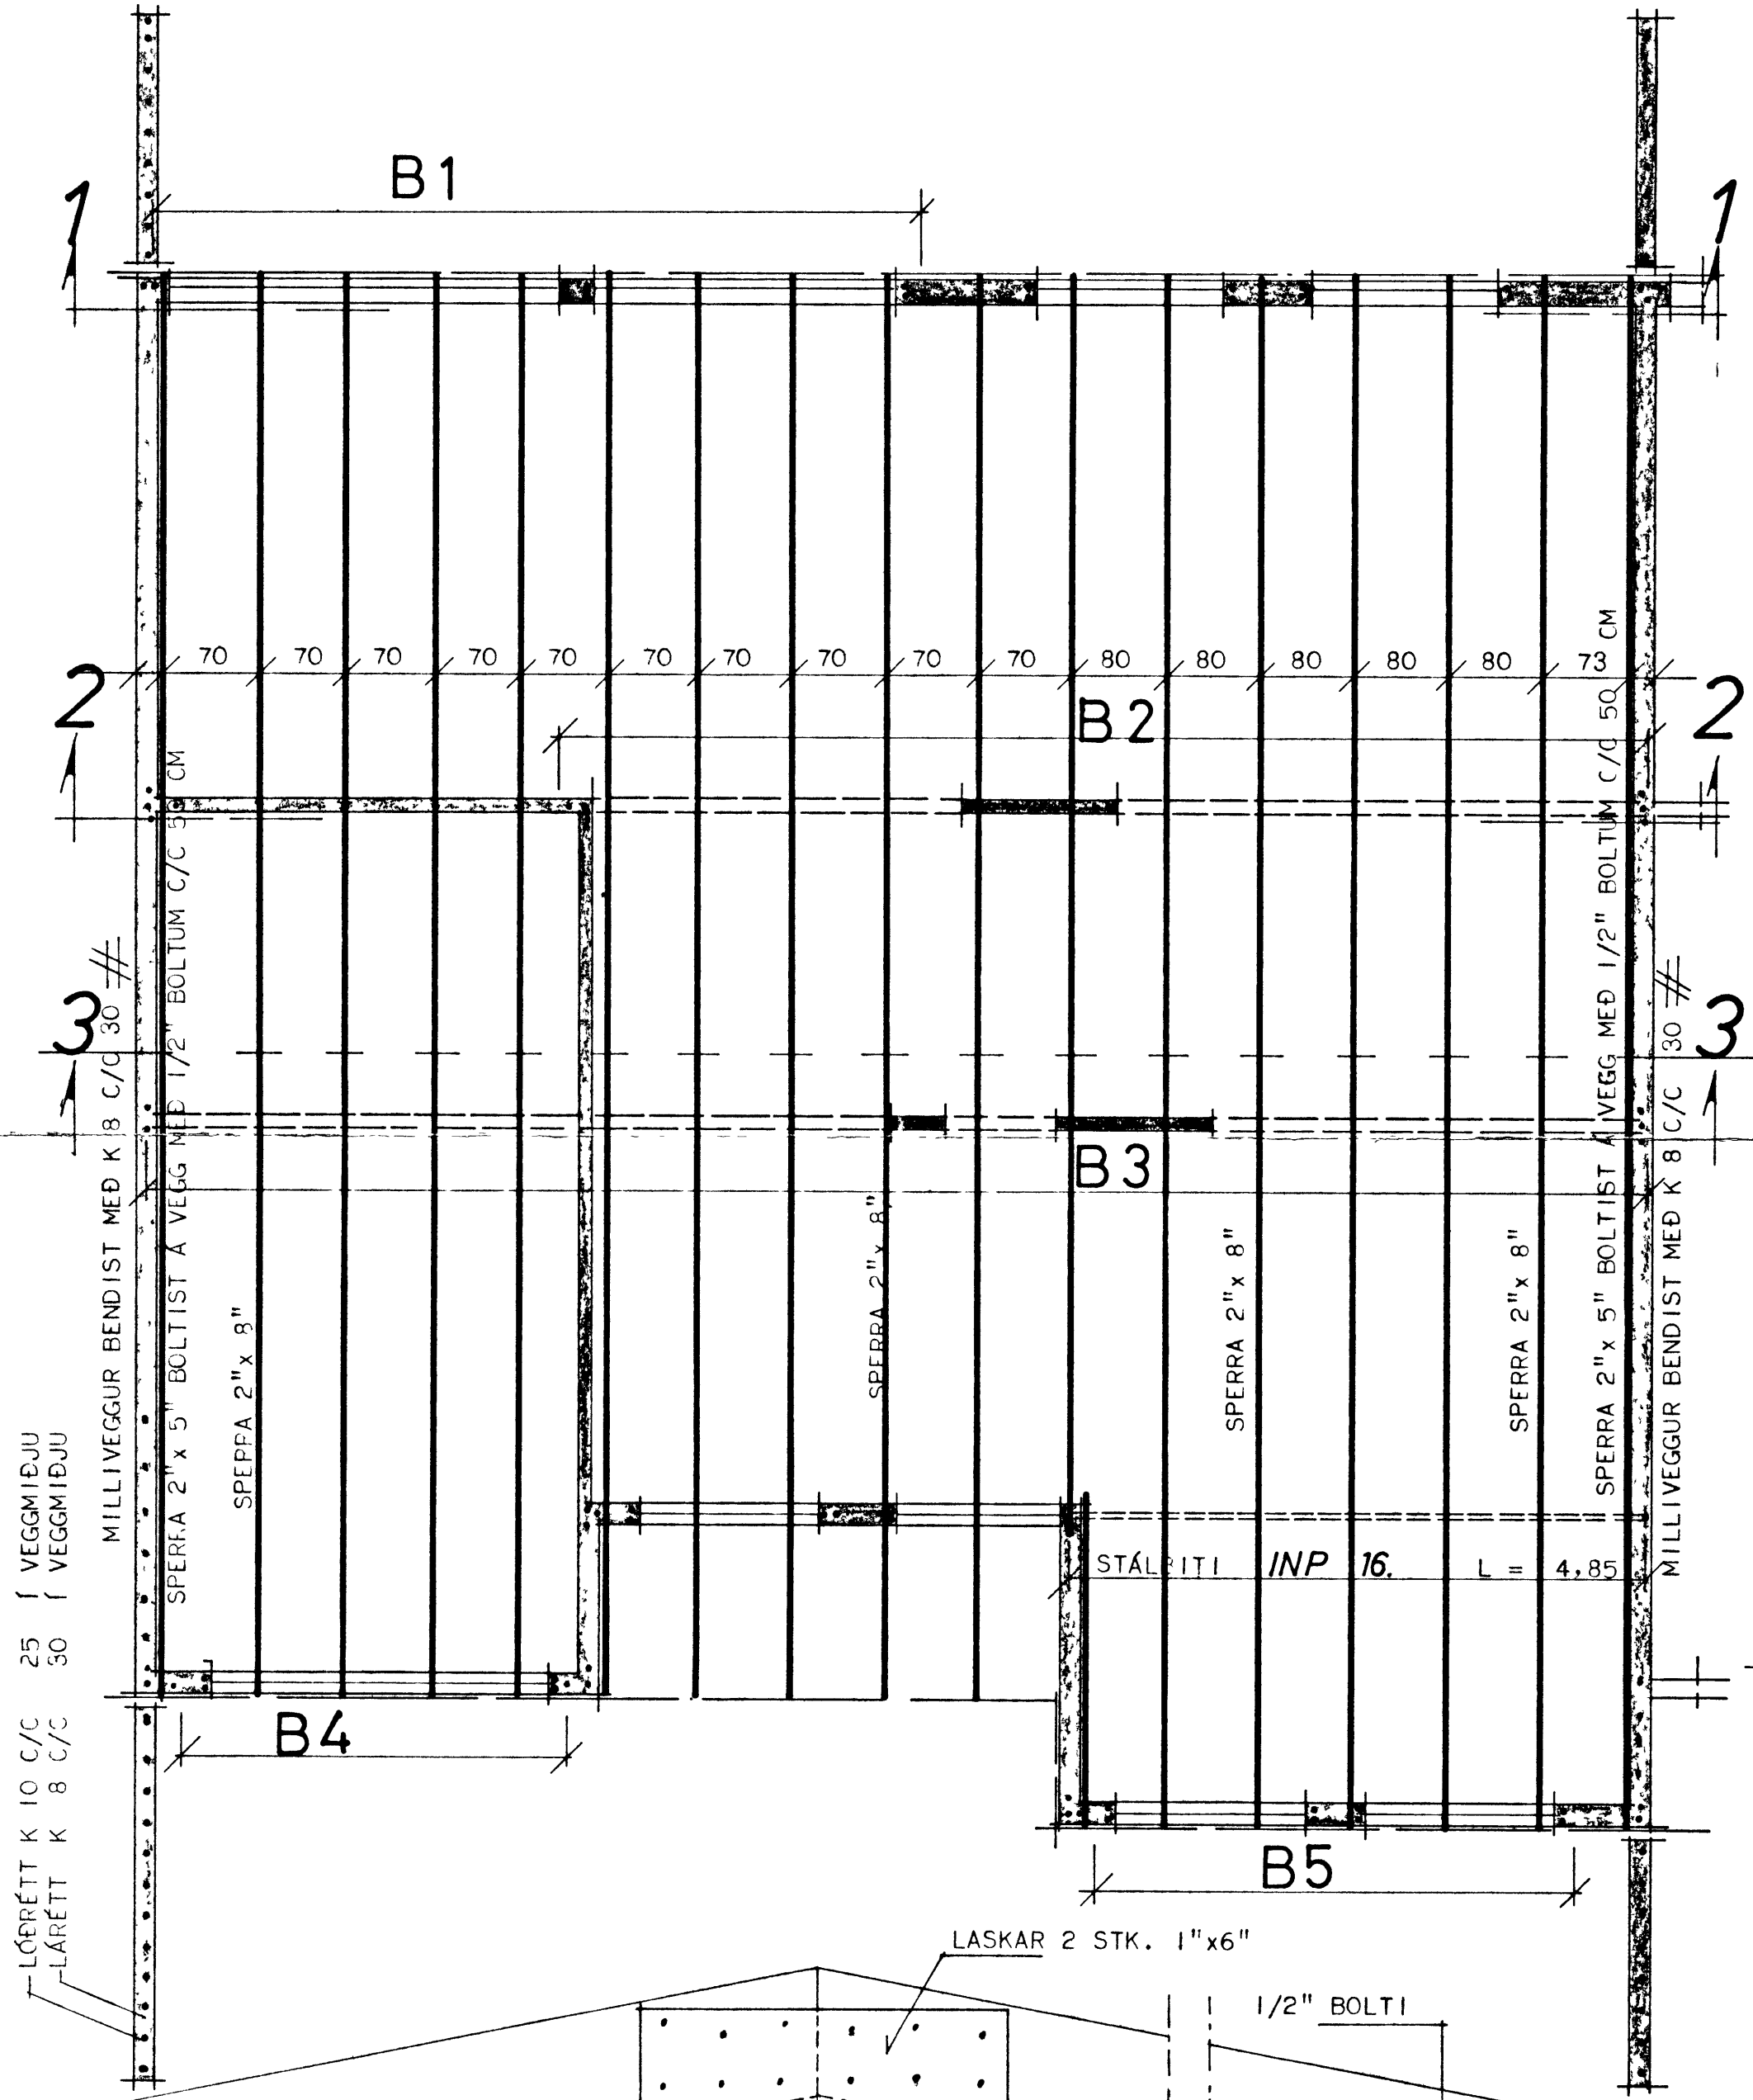 B1
1
1
70 70 70 70 70 70 70 70 70 70 80 80 80 80 80 73
2
B2
2
3
3
B3
MILLIVEGGUR BENDIST MEÐ K 8 C/C 30 #
SPERRA 2"x 5" BOLTIST Á VEGG MEÐ 1/2" BOLTUM C/C 50 CM
SPERRA 2"x 8"
SPERRA 2"x 8"
SPERRA 2"x 8"
SPERRA 2"x 8"
SPERRA 2"x 5" BOLTIST Á VEGG MEÐ 1/2" BOLTUM C/C 50 CM
MILLIVEGGUR BENDIST MEÐ K 8 C/C 30 #
STÁLBITI INP 16. L = 4,85
LÓÐRÉTT K 10 C/C 25 Í VEGGMIÐJU
LÁRÉTT K 8 C/C 30 Í VEGGMIÐJU
B4
B5
LASKAR 2 STK. 1"x6"
1/2" BOLTI